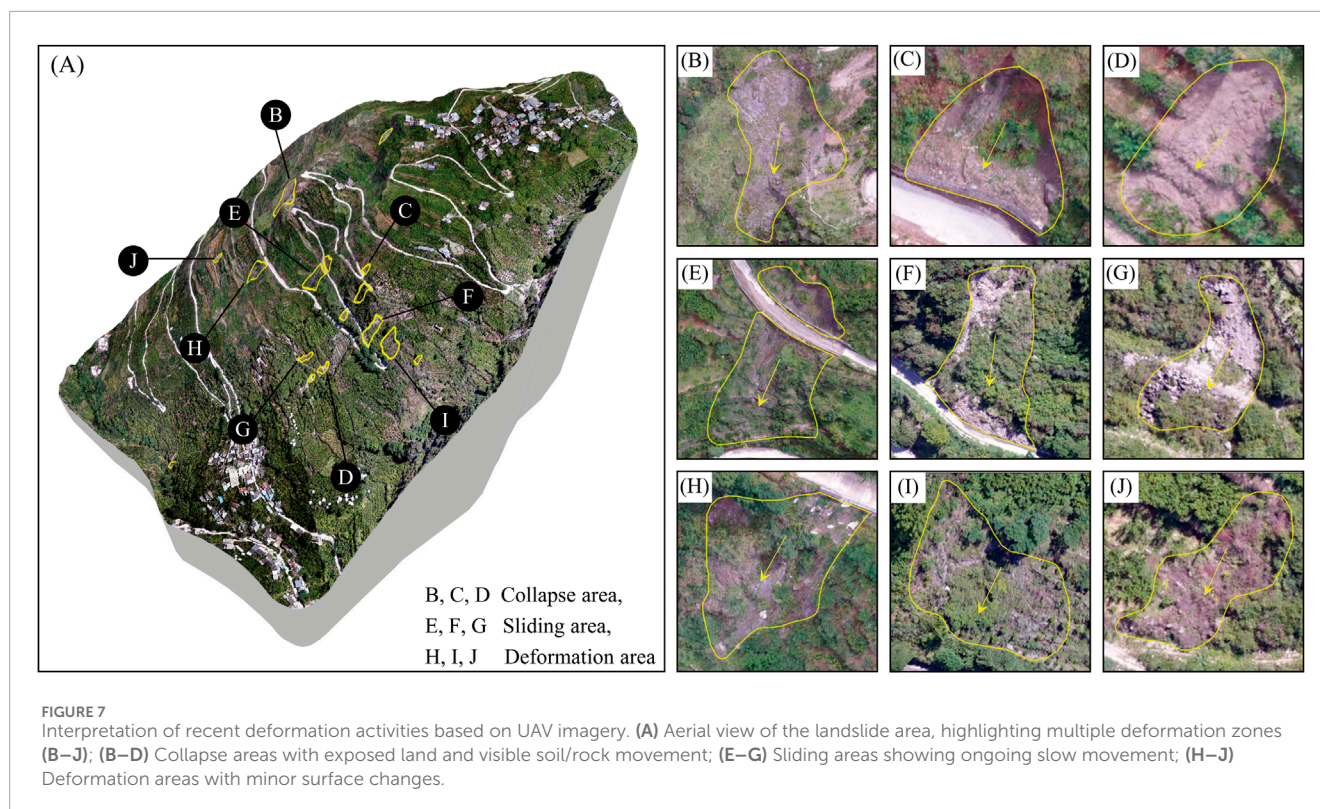 (A)
B
E
C
J
F
H
G
I
D
B, C, D Collapse area,
E, F, G Sliding area,
H, I, J Deformation area
(B)
(C)
(D)
(E)
(F)
(G)
(H)
(I)
(J)
FIGURE 7
Interpretation of recent deformation activities based on UAV imagery. (A) Aerial view of the landslide area, highlighting multiple deformation zones
(B–J); (B–D) Collapse areas with exposed land and visible soil/rock movement; (E–G) Sliding areas showing ongoing slow movement; (H–J)
Deformation areas with minor surface changes.